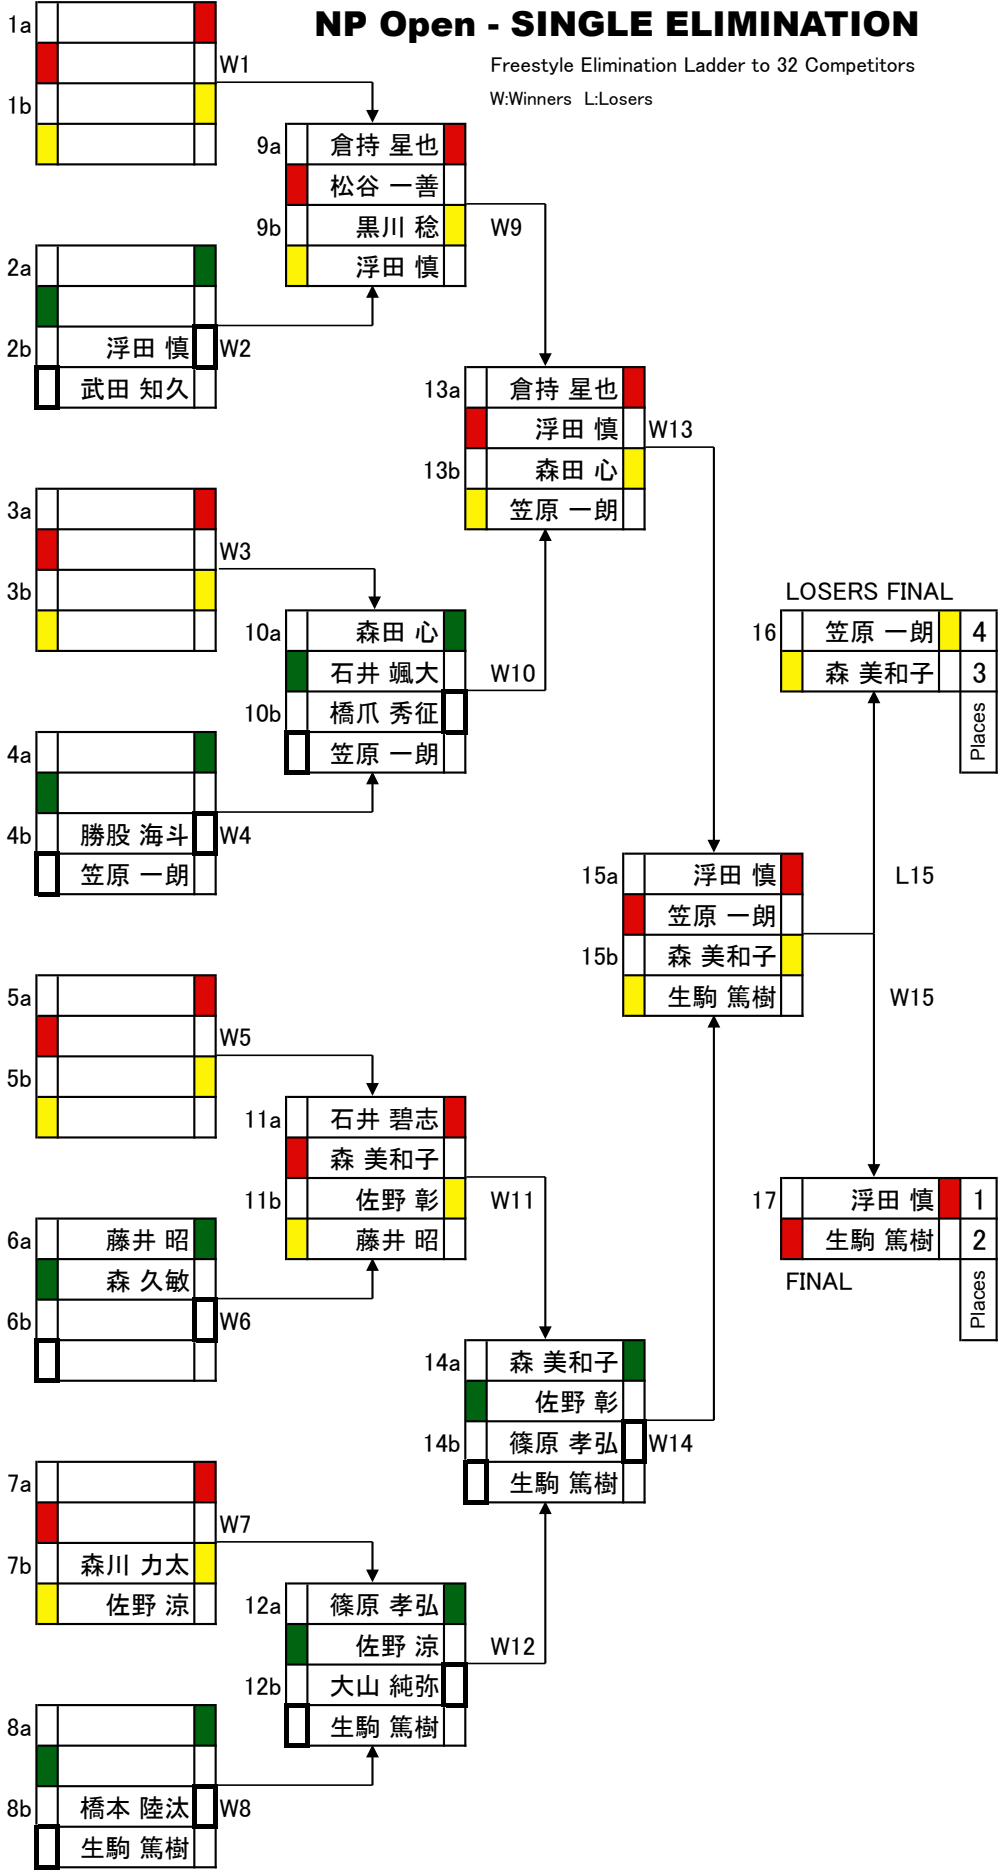 NP Open - SINGLE ELIMINATION
Freestyle Elimination Ladder to 32 Competitors
W:Winners L:Losers
1a
W1
1b
2a
2b 浮田 慎 W2
武田 知久
3a
W3
3b
4a
4b 勝股 海斗 W4
笠原 一朗
5a
W5
5b
6a 藤井 昭
森 久敏
6b W6
7a
W7
7b 森川 力太
佐野 涼
8a
8b 橋本 陸汰 W8
生駒 篤樹
9a 倉持 星也
松谷 一善
9b 黒川 稔 W9
浮田 慎
10a 森田 心
石井 颯大 W10
10b 橋爪 秀征
笠原 一朗
11a 石井 碧志
森 美和子
11b 佐野 彰 W11
藤井 昭
12a 篠原 孝弘
佐野 涼 W12
12b 大山 純弥
生駒 篤樹
13a 倉持 星也
浮田 慎 W13
13b 森田 心
笠原 一朗
14a 森 美和子
佐野 彰
14b 篠原 孝弘 W14
生駒 篤樹
15a 浮田 慎 L15
笠原 一朗
15b 森 美和子
生駒 篤樹 W15
LOSERS FINAL
16 笠原 一朗 4
森 美和子 3
Places
17 浮田 慎 1
生駒 篤樹 2
FINAL
Places